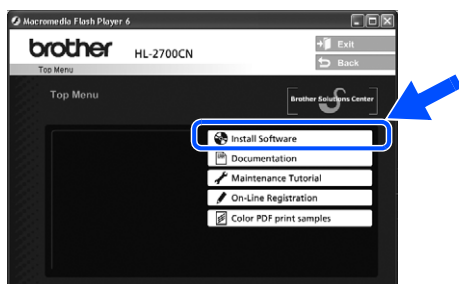 Macromedia Flash Player 6
brother HL-2700CN
Exit
Back
Top Menu
Top Menu
Brother Solutions Center
Install Software
Documentation
Maintenance Tutorial
On-Line Registration
Color PDF print samples